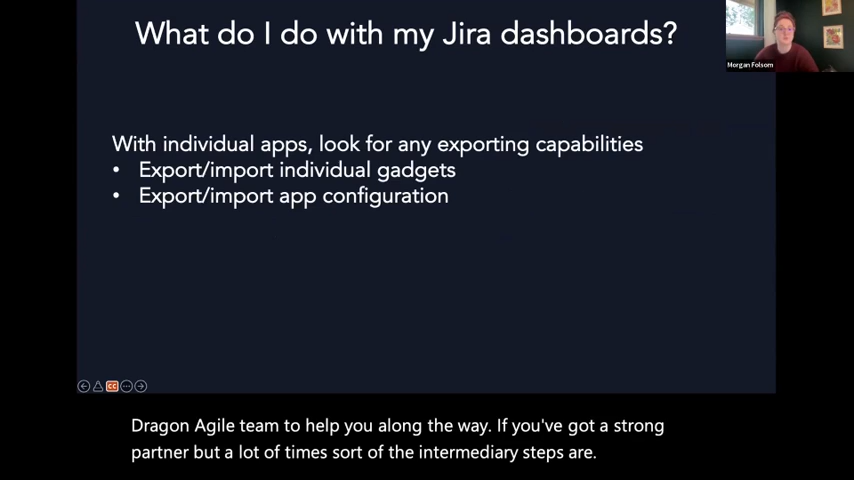 What do I do with my Jira dashboards?
Morgan Folsom
With individual apps, look for any exporting capabilities
• Export/import individual gadgets
• Export/import app configuration
CC
Dragon Agile team to help you along the way. If you've got a strong
partner but a lot of times sort of the intermediary steps are.